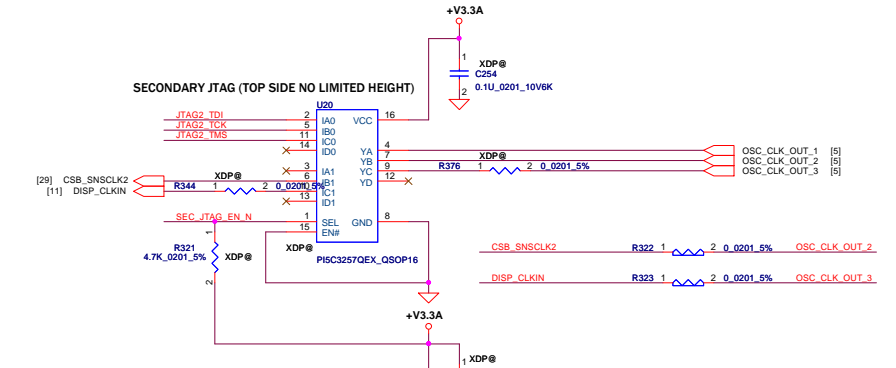 +V3.3A
1
XDP@
C254
2
0.1U_0201_10V6K
SECONDARY JTAG (TOP SIDE NO LIMITED HEIGHT)
U20
JTAG2_TDI 2 IA0 VCC 16
JTAG2_TCK 5 IB0
JTAG2_TMS 11 IC0
14 ID0
YA 4 OSC_CLK_OUT_1 [5]
YB 7 OSC_CLK_OUT_2 [5]
3 IA1 YC 9 R376 1 XDP@ 2 0_0201_5% OSC_CLK_OUT_3 [5]
YD 12
[29] CSB_SNSCLK2 6 IB1
[11] DISP_CLKIN R344 1 XDP@ 2 0_0201_5% 10 IC1
13 ID1
SEC_JTAG_EN_N 1 SEL GND 8
15 EN#
XDP@
PI5C3257QEX_QSOP16
1
R321
4.7K_0201_5%
XDP@
2
CSB_SNSCLK2 R322 1 2 0_0201_5% OSC_CLK_OUT_2
DISP_CLKIN R323 1 2 0_0201_5% OSC_CLK_OUT_3
+V3.3A
1 XDP@